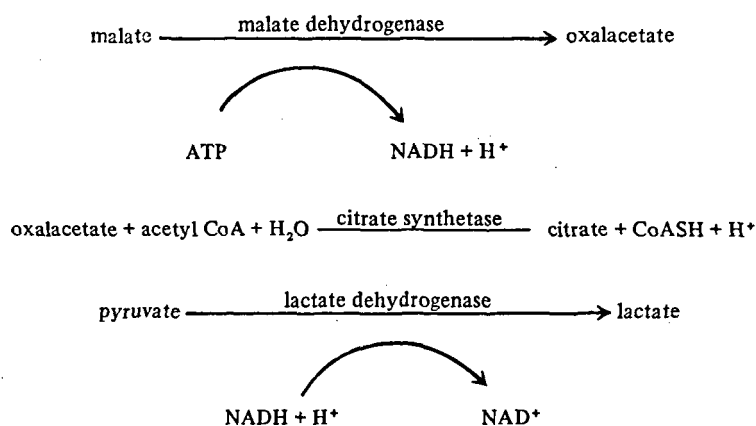 malate dehydrogenase
malate oxalacetate
ATP NADH + H⁺
oxalacetate + acetyl CoA + H₂O citrate synthetase citrate + CoASH + H⁺
lactate dehydrogenase
pyruvate lactate
NADH + H⁺ NAD⁺